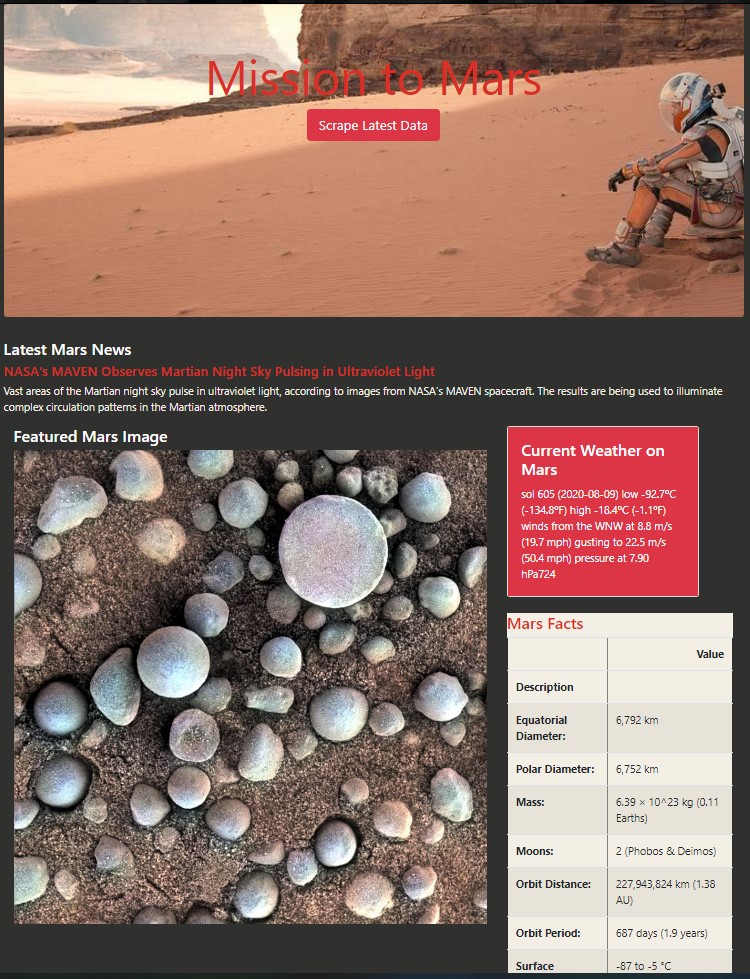 Mission to Mars
Scrape Latest Data
Latest Mars News
NASA's MAVEN Observes Martian Night Sky Pulsing in Ultraviolet Light
Vast areas of the Martian night sky pulse in ultraviolet light, according to images from NASA's MAVEN spacecraft. The results are being used to illuminate
complex circulation patterns in the Martian atmosphere.
Featured Mars Image
Current Weather on
Mars
sol 605 (2020-08-09) low -92.7ºC
(-134.8ºF) high -18.4ºC (-1.1ºF)
winds from the WNW at 8.8 m/s
(19.7 mph) gusting to 22.5 m/s
(50.4 mph) pressure at 7.90
hPa724
Mars Facts
Value
Description
Equatorial
Diameter:
6,792 km
Polar Diameter:
6,752 km
Mass:
6.39 × 10^23 kg (0.11
Earths)
Moons:
2 (Phobos & Deimos)
Orbit Distance:
227,943,824 km (1.38
AU)
Orbit Period:
687 days (1.9 years)
Surface
-87 to -5 °C